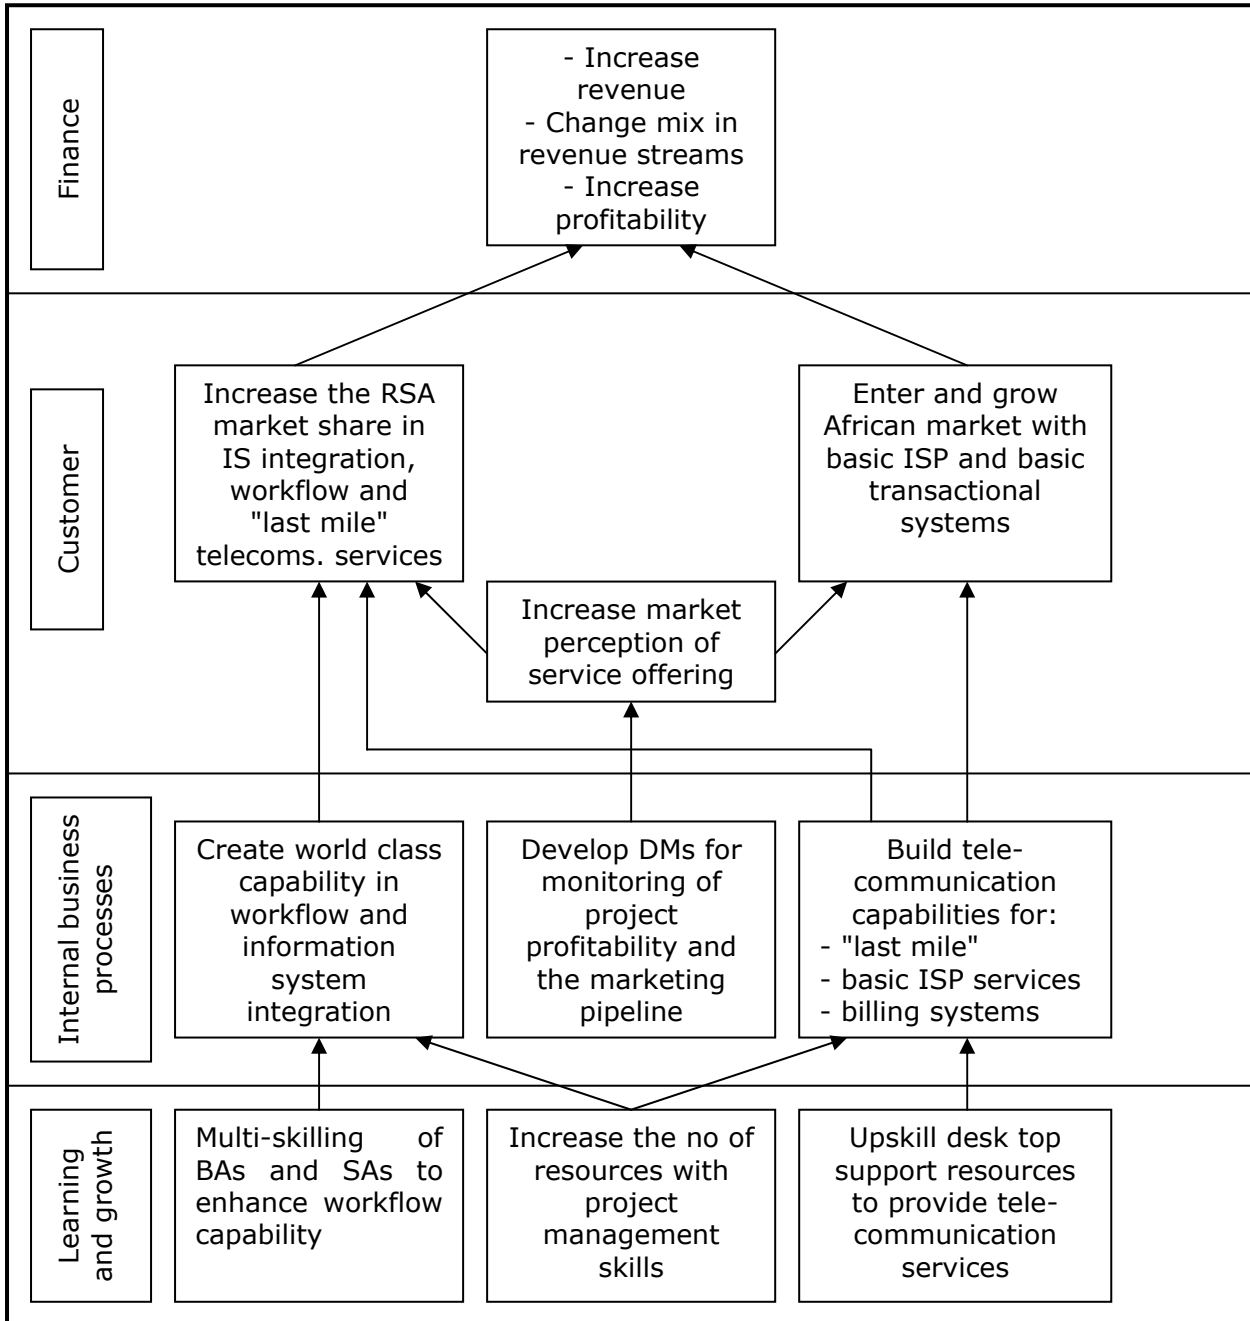 Finance
- Increase
revenue
- Change mix in
revenue streams
- Increase
profitability
Customer
Increase the RSA
market share in
IS integration,
workflow and
"last mile"
telecoms. services
Enter and grow
African market with
basic ISP and basic
transactional
systems
Increase market
perception of
service offering
Internal business
processes
Create world class
capability in
workflow and
information
system
integration
Develop DMs for
monitoring of
project
profitability and
the marketing
pipeline
Build tele-
communication
capabilities for:
- "last mile"
- basic ISP services
- billing systems
Learning
and growth
Multi-skilling of
BAs and SAs to
enhance workflow
capability
Increase the no of
resources with
project
management
skills
Upskill desk top
support resources
to provide tele-
communication
services